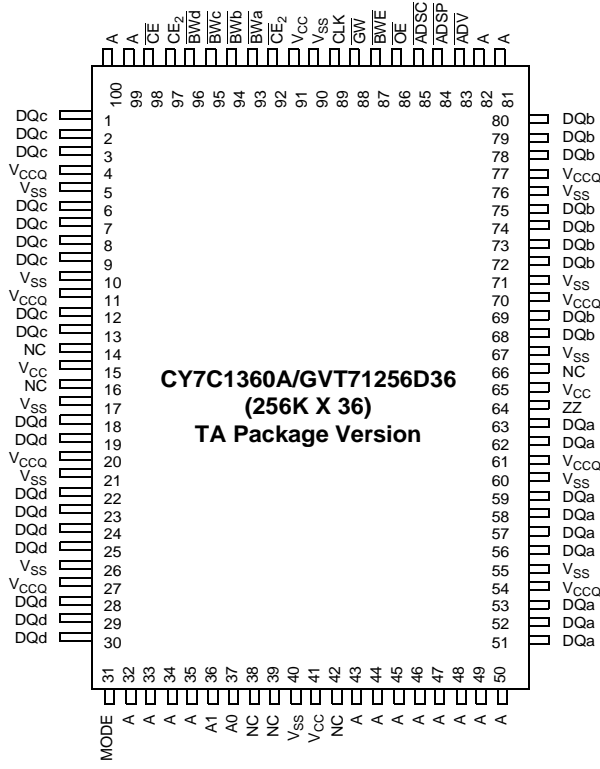 A A CE CE2 BWd BWc BWb BWa CE2 VCC VSS CLK GW BWE OE ADSC ADSP ADV A A
100 99 98 97 96 95 94 93 92 91 90 89 88 87 86 85 84 83 82 81
DQc 1 80 DQb
DQc 2 79 DQb
DQc 3 78 DQb
VCCQ 4 77 VCCQ
VSS 5 76 VSS
DQc 6 75 DQb
DQc 7 74 DQb
DQc 8 73 DQb
DQc 9 72 DQb
VSS 10 71 VSS
VCCQ 11 70 VCCQ
DQc 12 69 DQb
DQc 13 68 DQb
NC 14 67 VSS
VCC 15 66 NC
NC 16 65 VCC
VSS 17 64 ZZ
DQd 18 63 DQa
DQd 19 62 DQa
VCCQ 20 61 VCCQ
VSS 21 60 VSS
DQd 22 59 DQa
DQd 23 58 DQa
DQd 24 57 DQa
DQd 25 56 DQa
VSS 26 55 VSS
VCCQ 27 54 VCCQ
DQd 28 53 DQa
DQd 29 52 DQa
DQd 30 51 DQa
CY7C1360A/GVT71256D36
(256K X 36)
TA Package Version
31 32 33 34 35 36 37 38 39 40 41 42 43 44 45 46 47 48 49 50
MODE A A A A A1 A0 NC NC VSS VCC NC A A A A A A A A